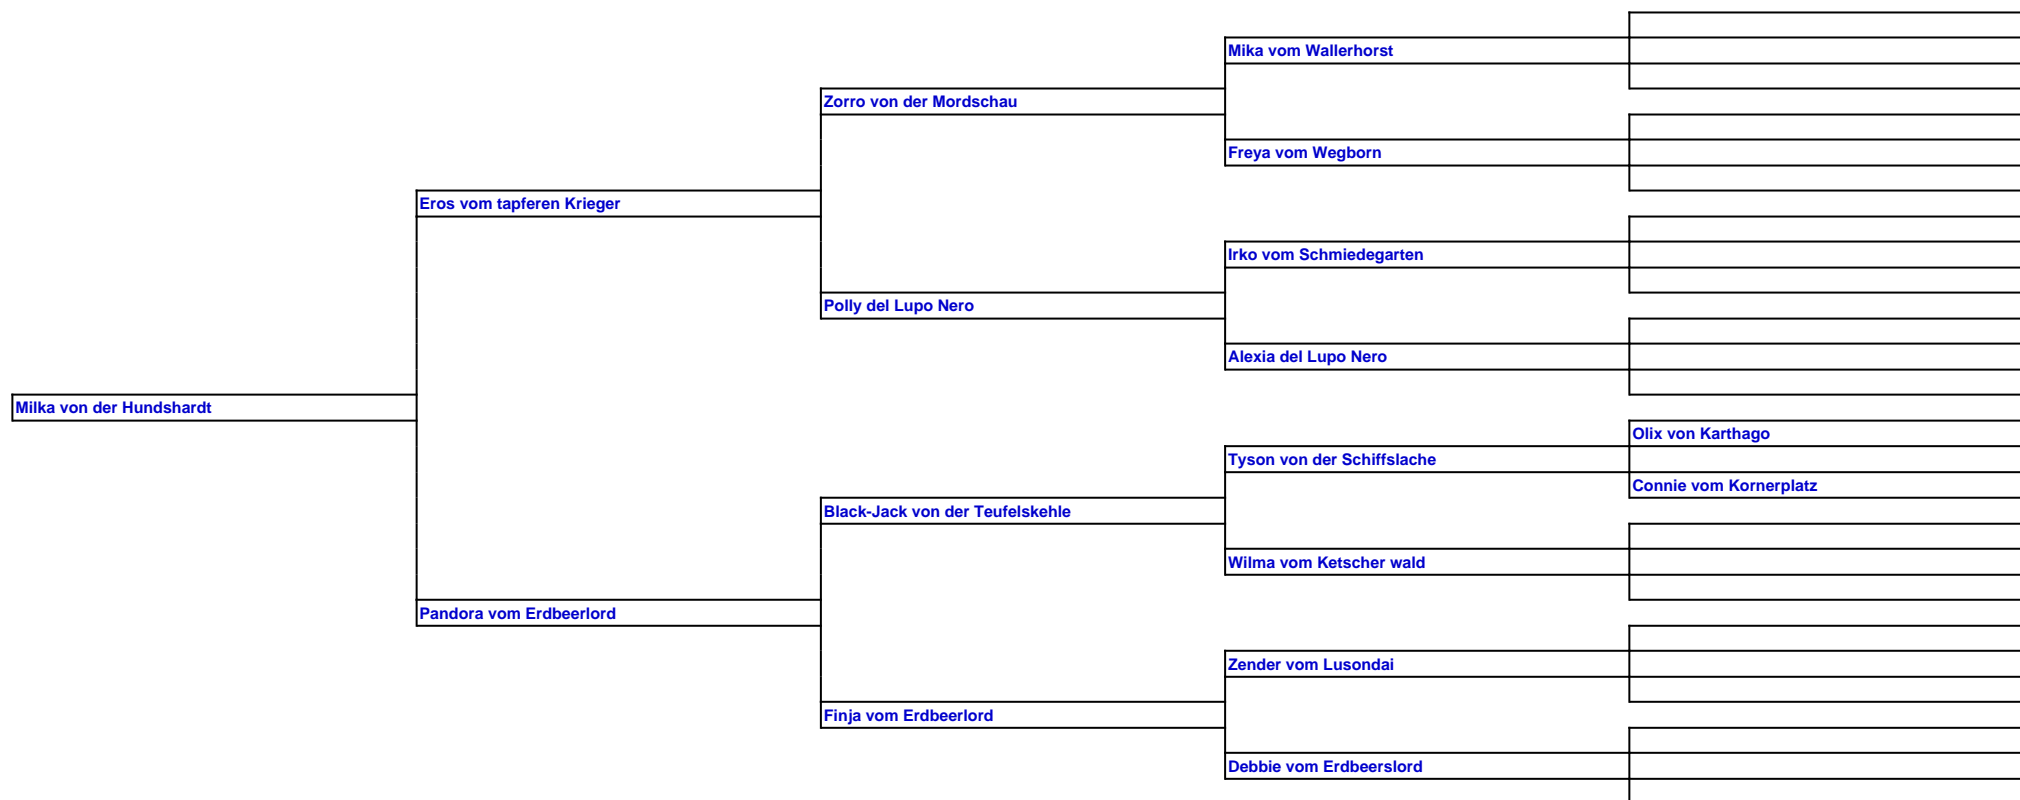 Mika vom Wallerhorst
Zorro von der Mordschau
Freya vom Wegborn
Eros vom tapferen Krieger
Irko vom Schmiedegarten
Polly del Lupo Nero
Alexia del Lupo Nero
Milka von der Hundshardt
Olix von Karthago
Tyson von der Schiffslache
Connie vom Kornerplatz
Black-Jack von der Teufelskehle
Wilma vom Ketscher wald
Pandora vom Erdbeerlord
Zender vom Lusondai
Finja vom Erdbeerlord
Debbie vom Erdbeerslord